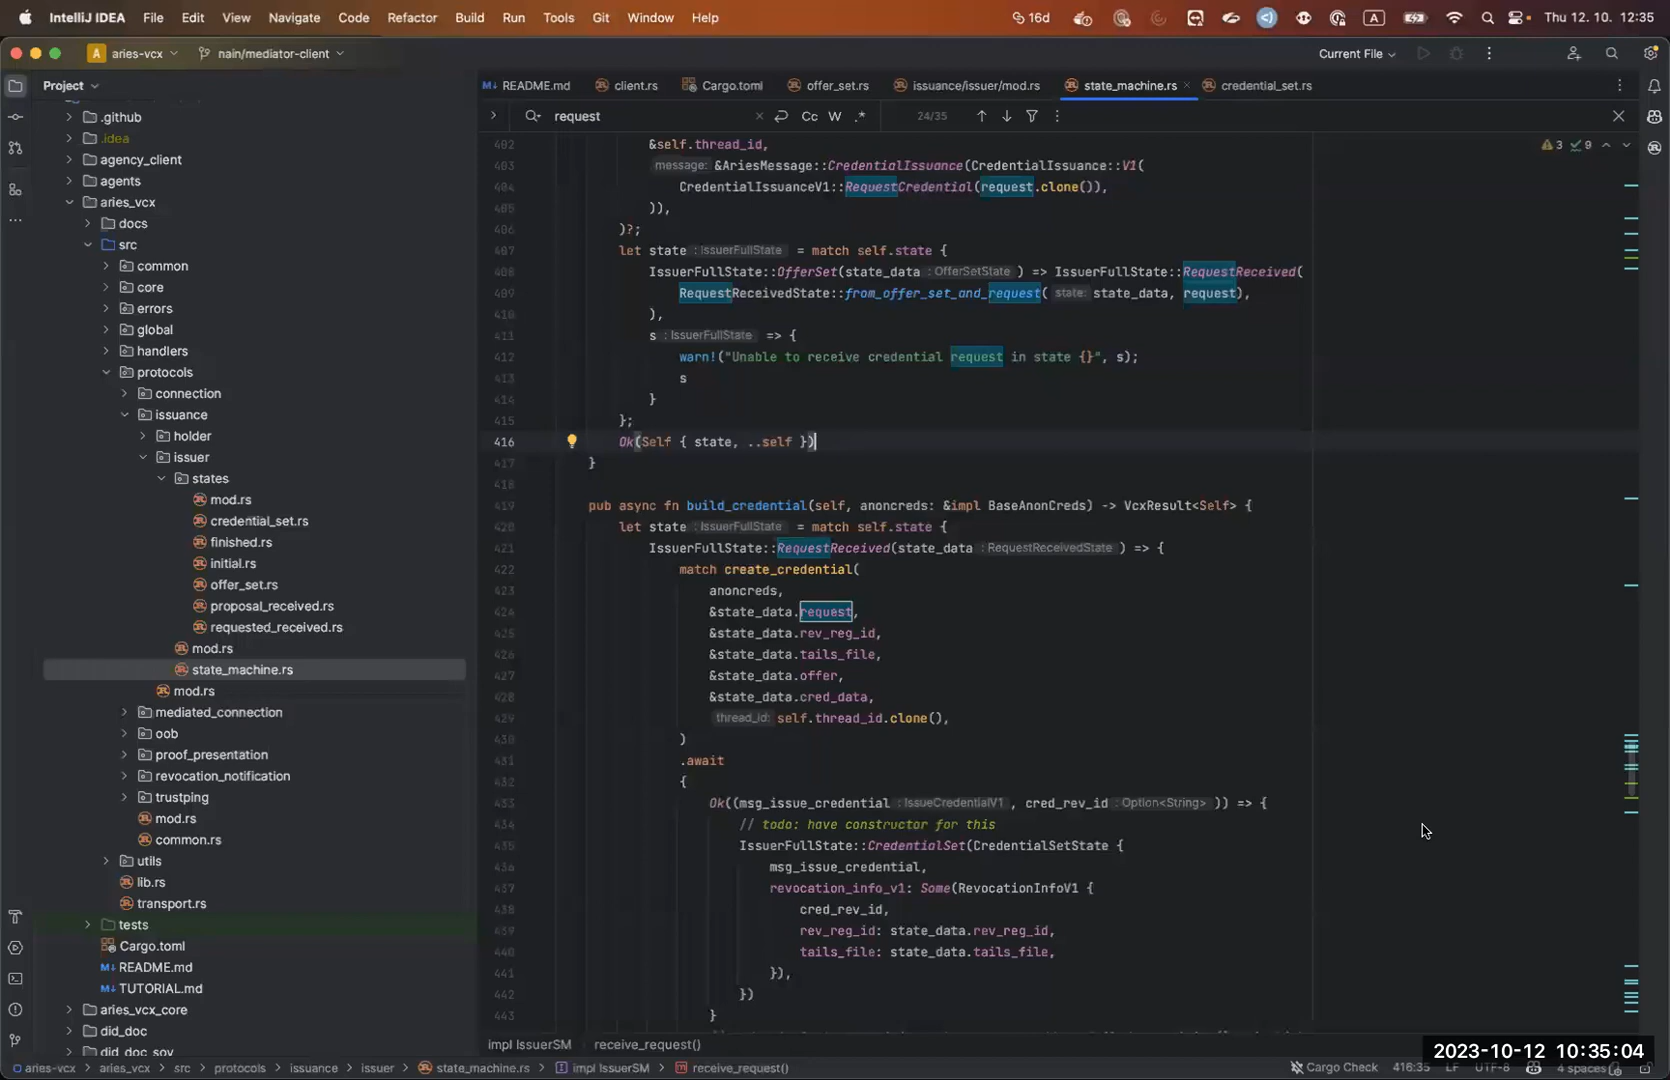 IntelliJ IDEA File Edit View Navigate Code Refactor Build Run Tools Git Window Help 16d A Thu 12. 10. 12:35
A aries-vcx nain/mediator-client Current File
Project
README.md client.rs Cargo.toml offer_set.rs issuance/issuer/mod.rs state_machine.rs credential_set.rs
request Cc W .* 24/35
3 9
.github
.idea
agency_client
agents
aries_vcx
docs
src
common
core
errors
global
handlers
protocols
connection
issuance
holder
issuer
states
mod.rs
credential_set.rs
finished.rs
initial.rs
offer_set.rs
proposal_received.rs
requested_received.rs
mod.rs
state_machine.rs
mod.rs
mediated_connection
oob
proof_presentation
revocation_notification
trustping
mod.rs
common.rs
utils
lib.rs
transport.rs
tests
Cargo.toml
README.md
TUTORIAL.md
aries_vcx_core
did_doc
did_doc_sov
402 &self.thread_id,
403 message: &AriesMessage::CredentialIssuance(CredentialIssuance::V1(
404 CredentialIssuanceV1::RequestCredential(request.clone()),
405 )),
406 )?;
407 let state : IssuerFullState = match self.state {
408 IssuerFullState::OfferSet(state_data : OfferSetState ) => IssuerFullState::RequestReceived(
409 RequestReceivedState::from_offer_set_and_request( state: state_data, request),
410 ),
411 s : IssuerFullState => {
412 warn!("Unable to receive credential request in state {}", s);
413 s
414 }
415 };
416 Ok(Self { state, ..self })
417 }
418
419 pub async fn build_credential(self, anoncreds: &impl BaseAnonCreds) -> VcxResult<Self> {
420 let state : IssuerFullState = match self.state {
421 IssuerFullState::RequestReceived(state_data : RequestReceivedState ) => {
422 match create_credential(
423 anoncreds,
424 &state_data.request,
425 &state_data.rev_reg_id,
426 &state_data.tails_file,
427 &state_data.offer,
428 &state_data.cred_data,
429 thread_id: self.thread_id.clone(),
430 )
431 .await
432 {
433 Ok((msg_issue_credential : IssueCredentialV1 , cred_rev_id : Option<String> )) => {
434 // todo: have constructor for this
435 IssuerFullState::CredentialSet(CredentialSetState {
436 msg_issue_credential,
437 revocation_info_v1: Some(RevocationInfoV1 {
438 cred_rev_id,
439 rev_reg_id: state_data.rev_reg_id,
440 tails_file: state_data.tails_file,
441 }),
442 })
443 }
impl IssuerSM receive_request()
2023-10-12 10:35:04
aries-vcx aries_vcx src protocols issuance issuer state_machine.rs impl IssuerSM receive_request() Cargo Check 416:35 LF UTF-8 4 spaces